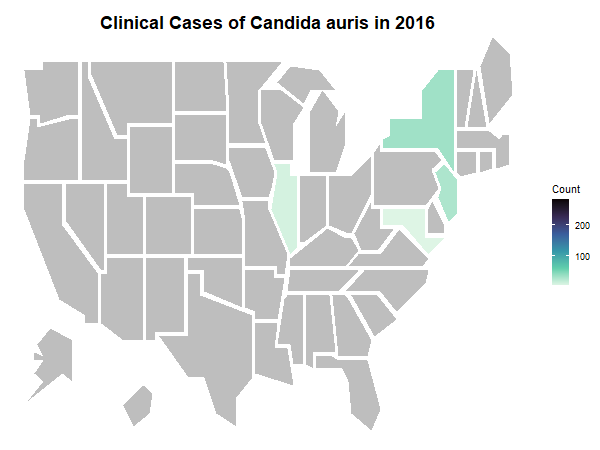 Clinical Cases of Candida auris in 2016
Count
200
100